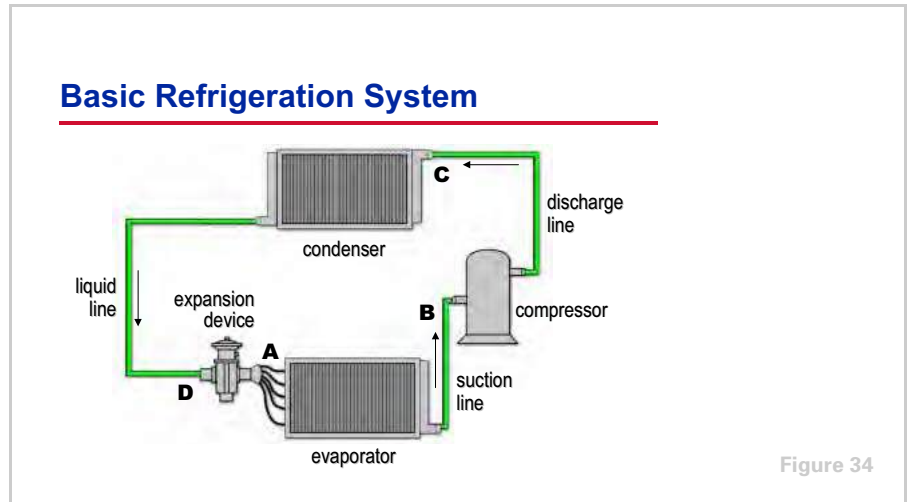 Basic Refrigeration System
C
discharge
line
condenser
liquid
line
expansion
device
B
compressor
A
D
suction
line
evaporator
Figure 34